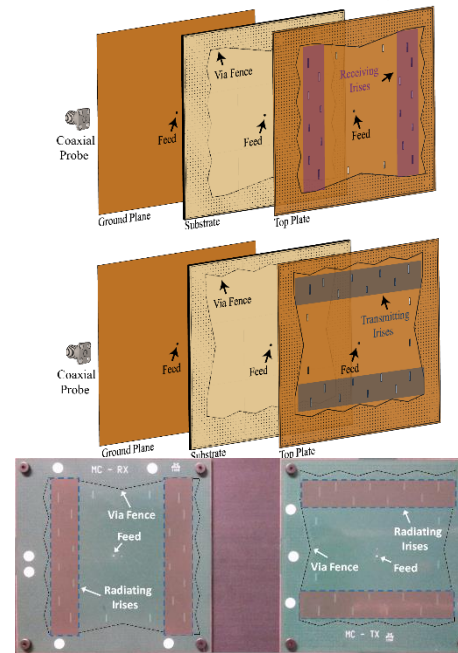 Via Fence
Receiving
Irises
Feed
Feed
Feed
Coaxial
Probe
Ground Plane
Substrate
Top Plate
Via Fence
Transmitting
Irises
Feed
Feed
Feed
Coaxial
Probe
Ground Plane
Substrate
Top Plate
MC - RX
Via Fence
Feed
Radiating
Irises
Radiating
Irises
Via Fence
Feed
MC - TX